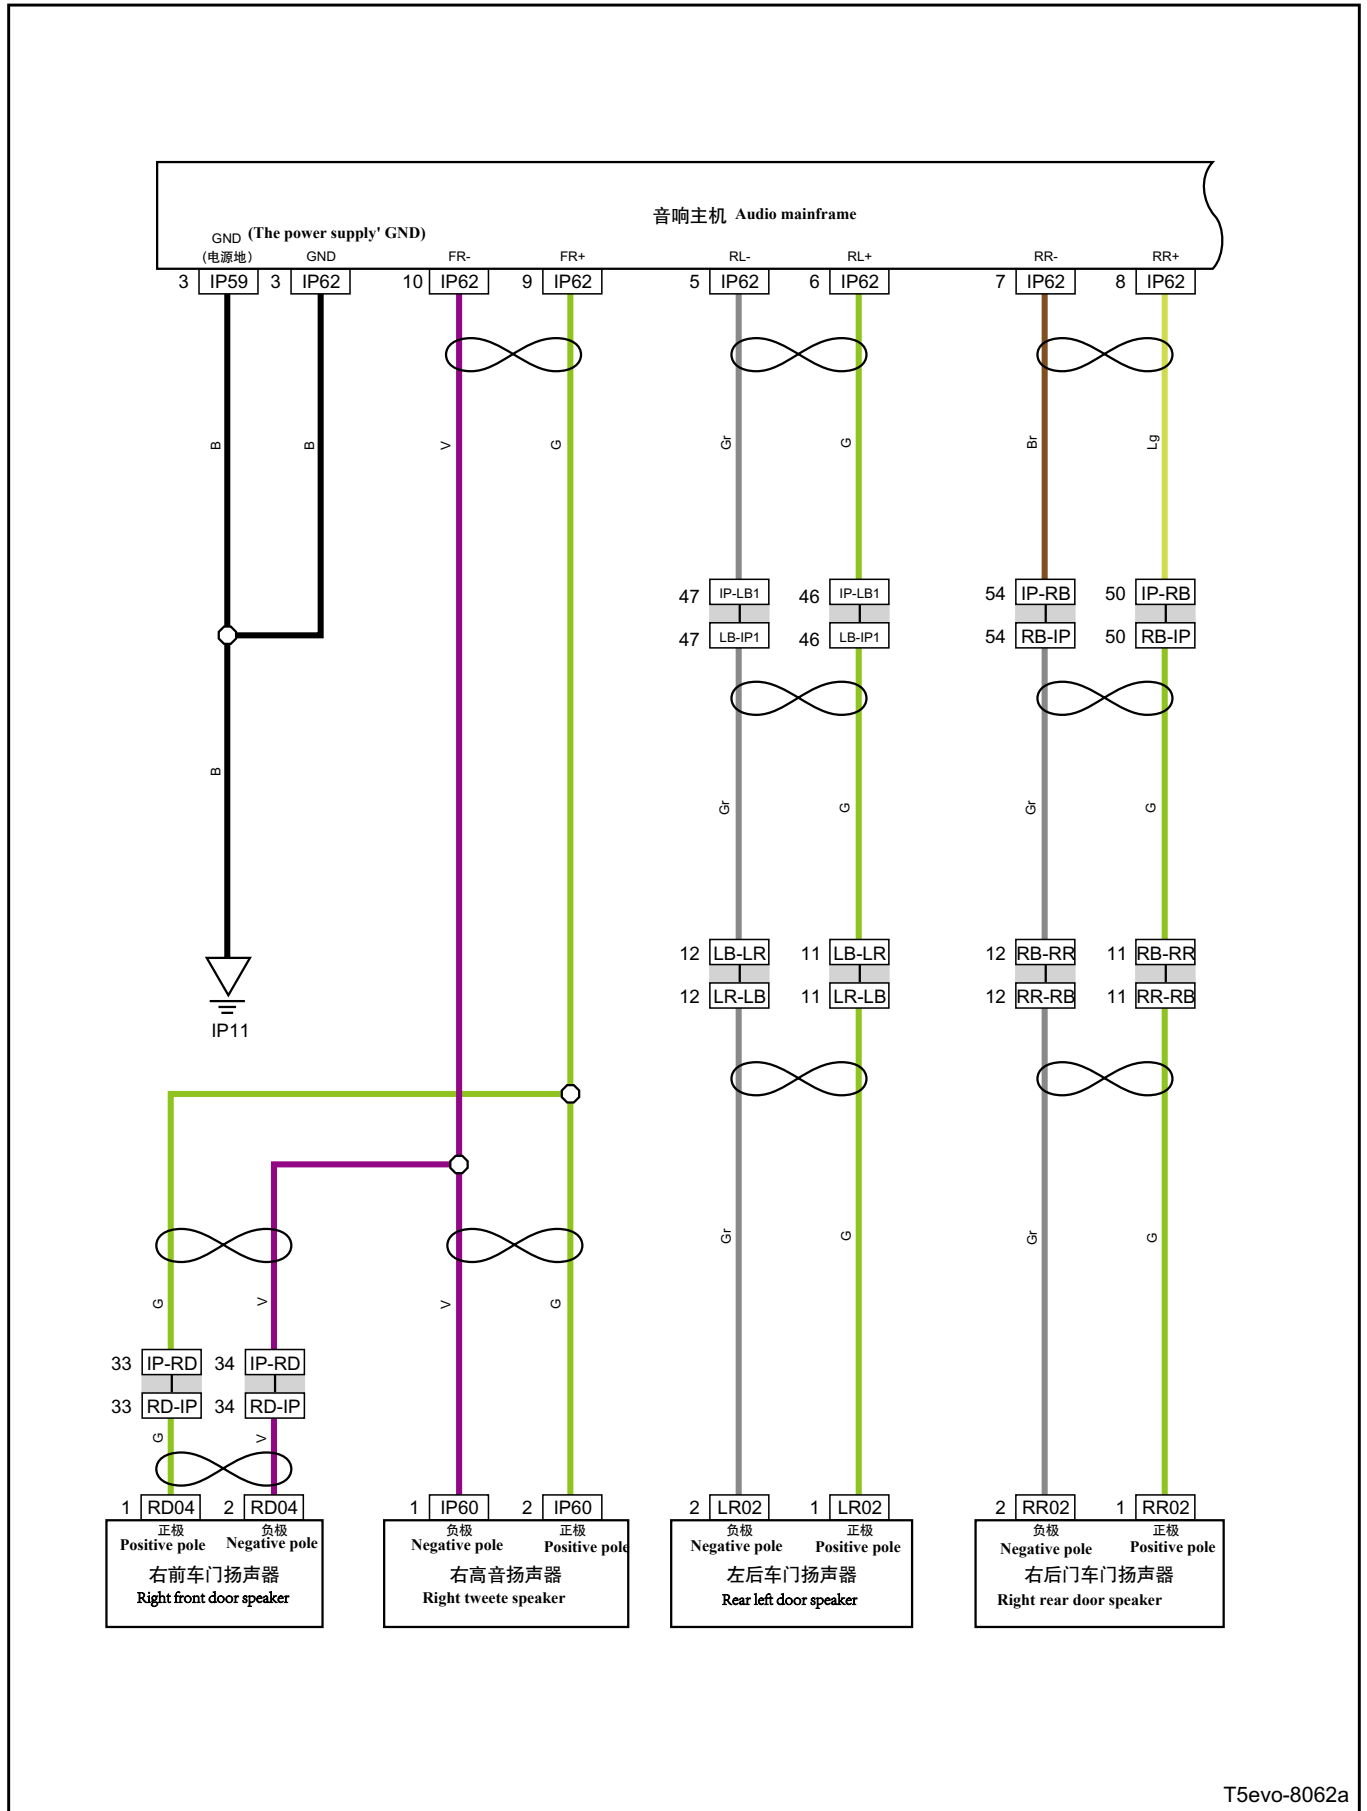 音响主机 Audio mainframe
GND (The power supply' GND)
(电源地) GND FR- FR+ RL- RL+ RR- RR+
3 IP59 3 IP62 10 IP62 9 IP62 5 IP62 6 IP62 7 IP62 8 IP62
B B V G Gr G Br Lg
47 IP-LB1 46 IP-LB1 54 IP-RB 50 IP-RB
47 LB-IP1 46 LB-IP1 54 RB-IP 50 RB-IP
B Gr G Gr G
12 LB-LR 11 LB-LR 12 RB-RR 11 RB-RR
12 LR-LB 11 LR-LB 12 RR-RB 11 RR-RB
IP11
Gr G Gr G
G V V G
33 IP-RD 34 IP-RD
33 RD-IP 34 RD-IP
G V
1 RD04 2 RD04 1 IP60 2 IP60 2 LR02 1 LR02 2 RR02 1 RR02
正极 负极 负极 正极 负极 正极 负极 正极
Positive pole Negative pole Negative pole Positive pole Negative pole Positive pole Negative pole Positive pole
右前车门扬声器 右高音扬声器 左后车门扬声器 右后门车门扬声器
Right front door speaker Right tweete speaker Rear left door speaker Right rear door speaker
T5evo-8062a